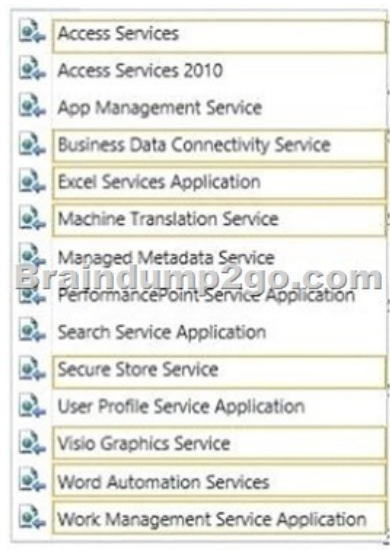 Access Services
Access Services 2010
App Management Service
Business Data Connectivity Service
Excel Services Application
Machine Translation Service
Managed Metadata Service
Braindump2go.com
PerformancePoint Service Application
Search Service Application
Secure Store Service
User Profile Service Application
Visio Graphics Service
Word Automation Services
Work Management Service Application